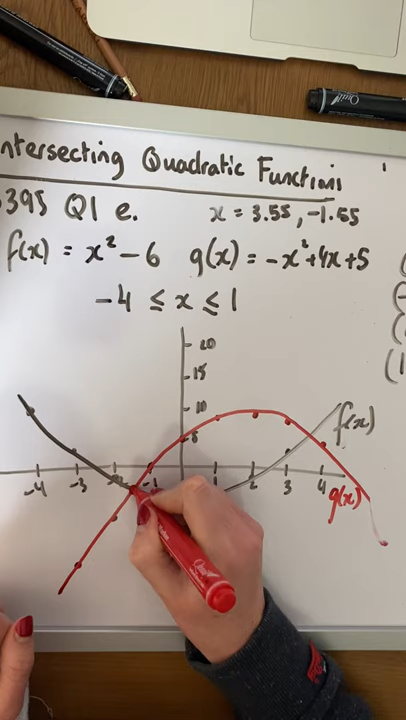 ntersecting Quadratic Functions
395 Q1 e. x = 3.55, -1.55
f(x) = x² - 6 g(x) = -x² + 4x + 5
-4 ≤ x ≤ 1
20
15
10
5
f(x)
-4 -3 -1 1 2 3 4
g(x)